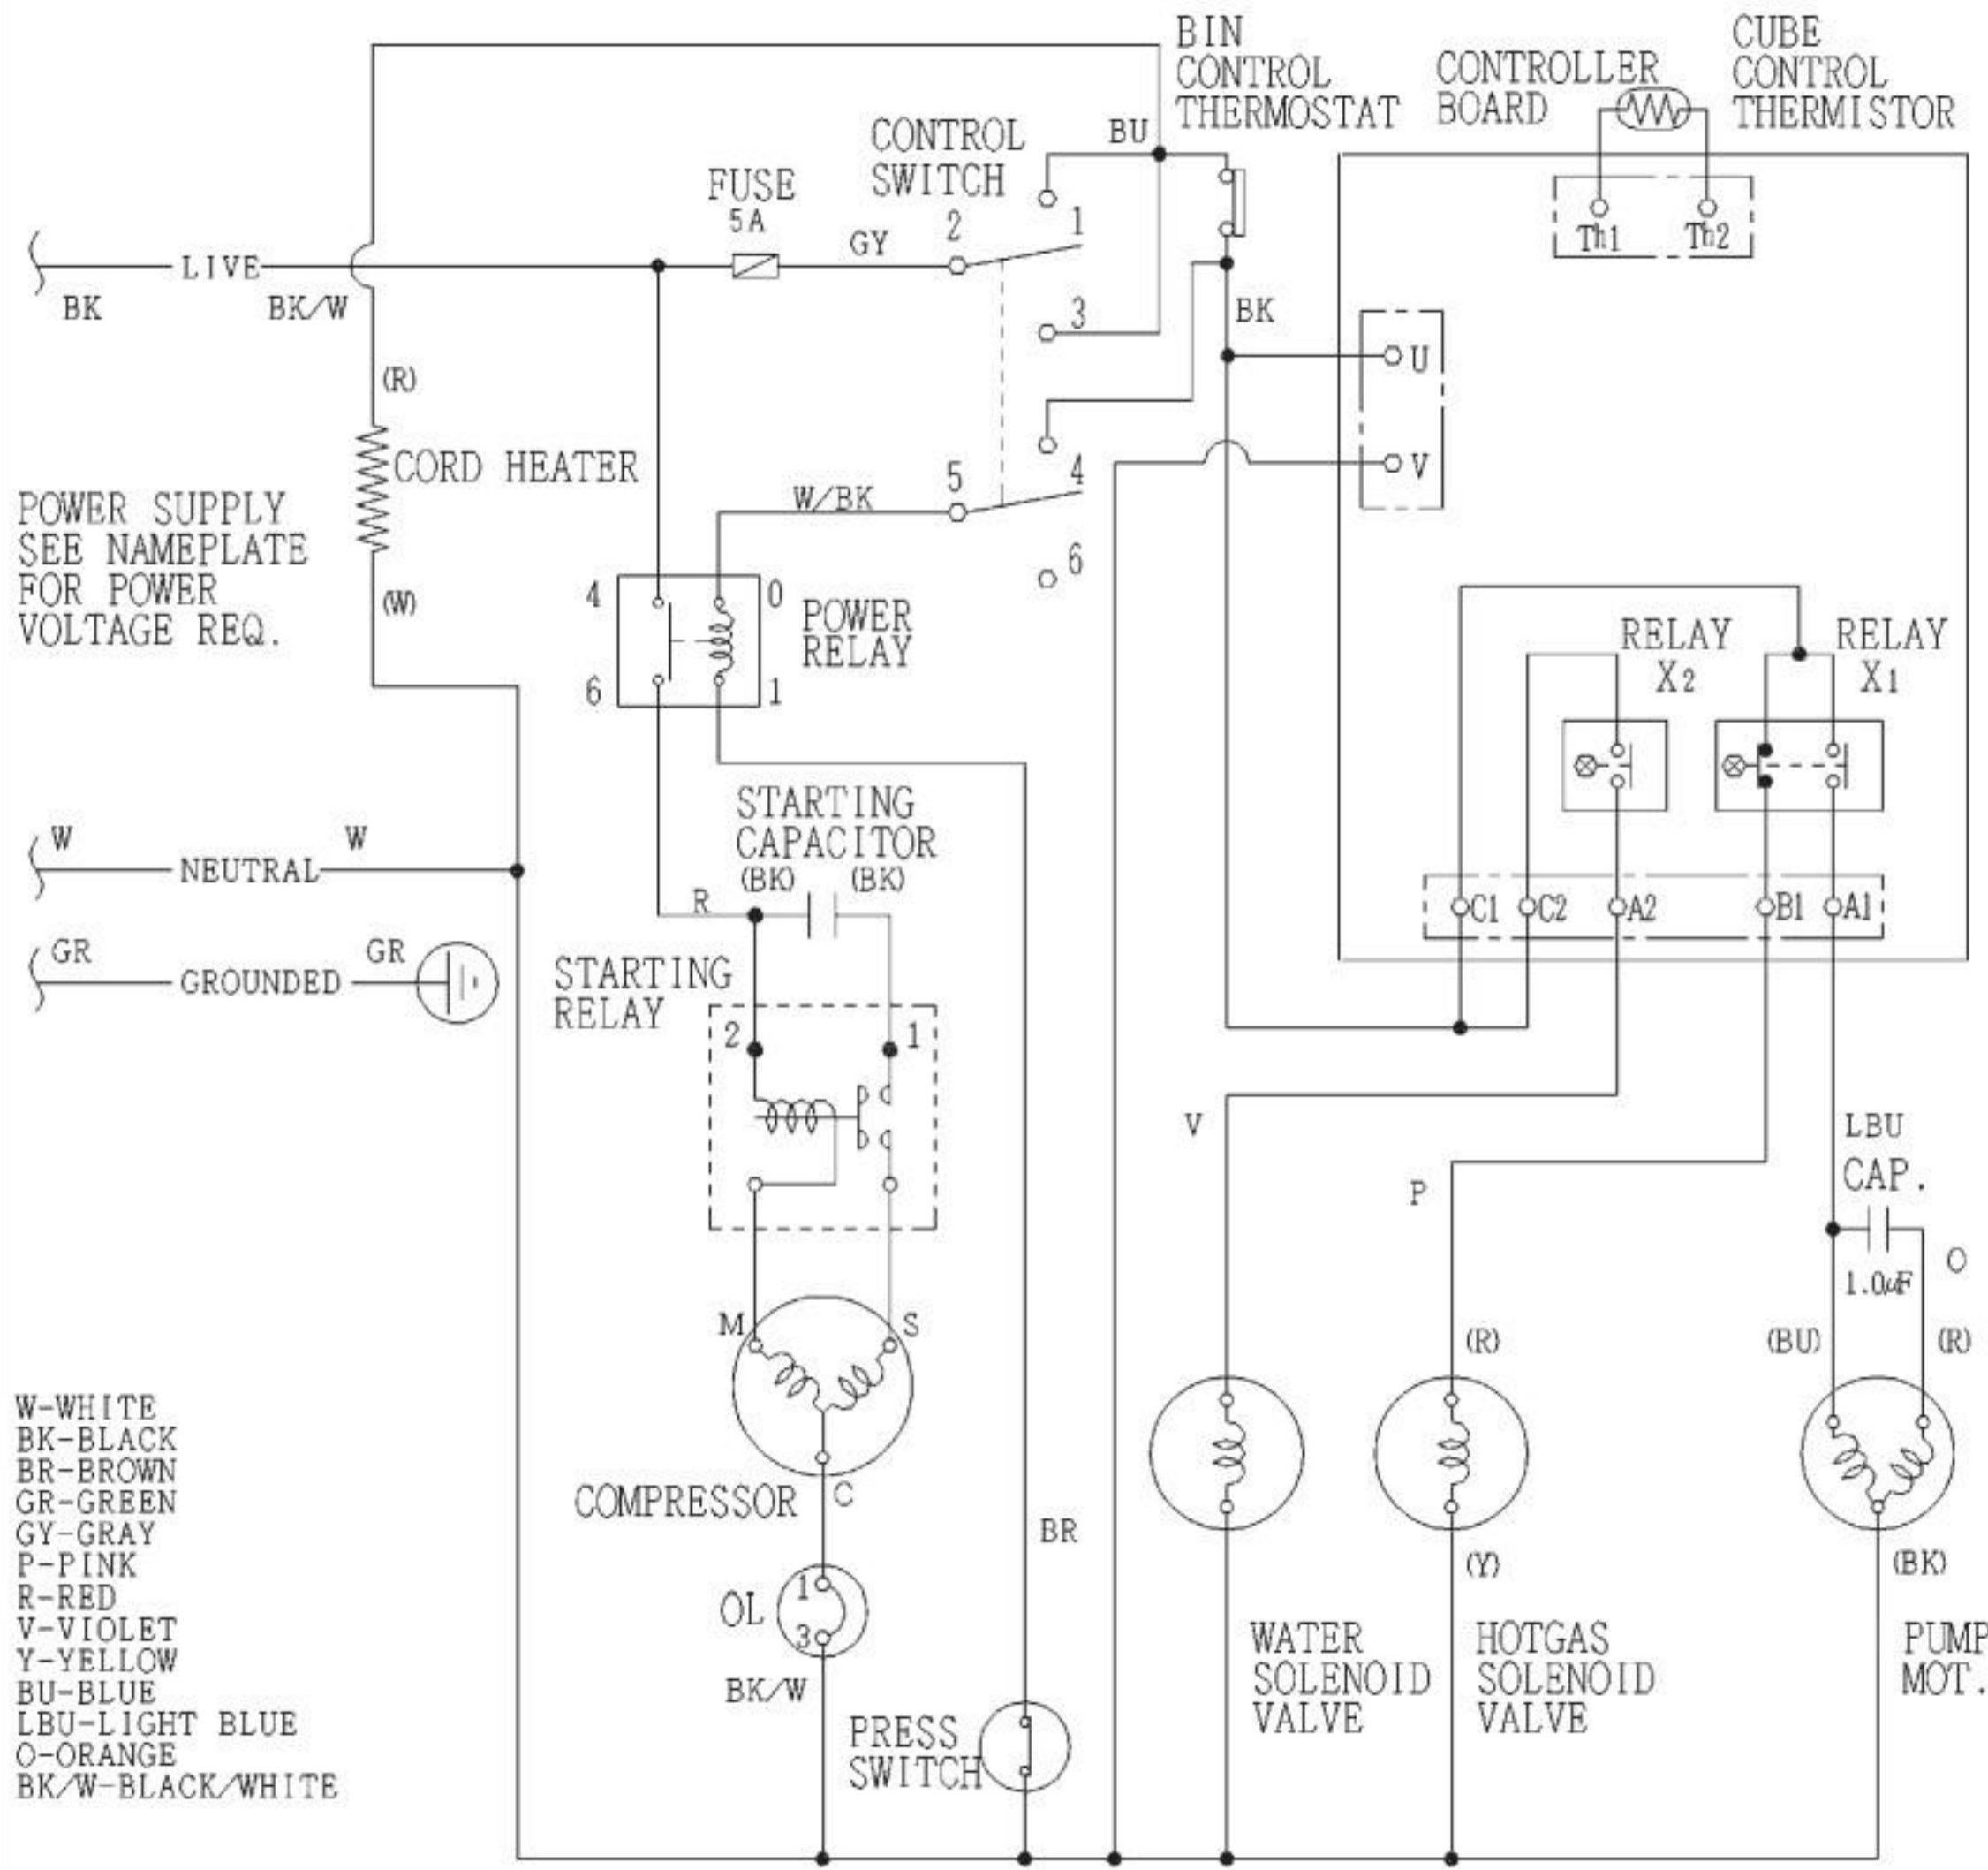 BIN
CONTROL
THERMOSTAT
CONTROLLER
BOARD
CUBE
CONTROL
THERMISTOR
BU
CONTROL
SWITCH
FUSE
5A
GY
2
1
3
Th1
Th2
LIVE
BK
BK/W
BK
U
V
(R)
CORD HEATER
(W)
POWER SUPPLY
SEE NAMEPLATE
FOR POWER
VOLTAGE REQ.
W/BK
5
4
6
4
0
6
1
POWER
RELAY
RELAY
X2
RELAY
X1
STARTING
CAPACITOR
(BK)
(BK)
W
W
NEUTRAL
R
C1
C2
A2
B1
A1
GR
GR
GROUNDED
STARTING
RELAY
2
1
V
P
LBU
CAP.
O
1.0uF
M
S
(R)
(BU)
(R)
COMPRESSOR
C
BR
(Y)
(BK)
OL
1
3
BK/W
PRESS
SWITCH
WATER
SOLENOID
VALVE
HOTGAS
SOLENOID
VALVE
PUMP
MOT.
W-WHITE
BK-BLACK
BR-BROWN
GR-GREEN
GY-GRAY
P-PINK
R-RED
V-VIOLET
Y-YELLOW
BU-BLUE
LBU-LIGHT BLUE
O-ORANGE
BK/W-BLACK/WHITE